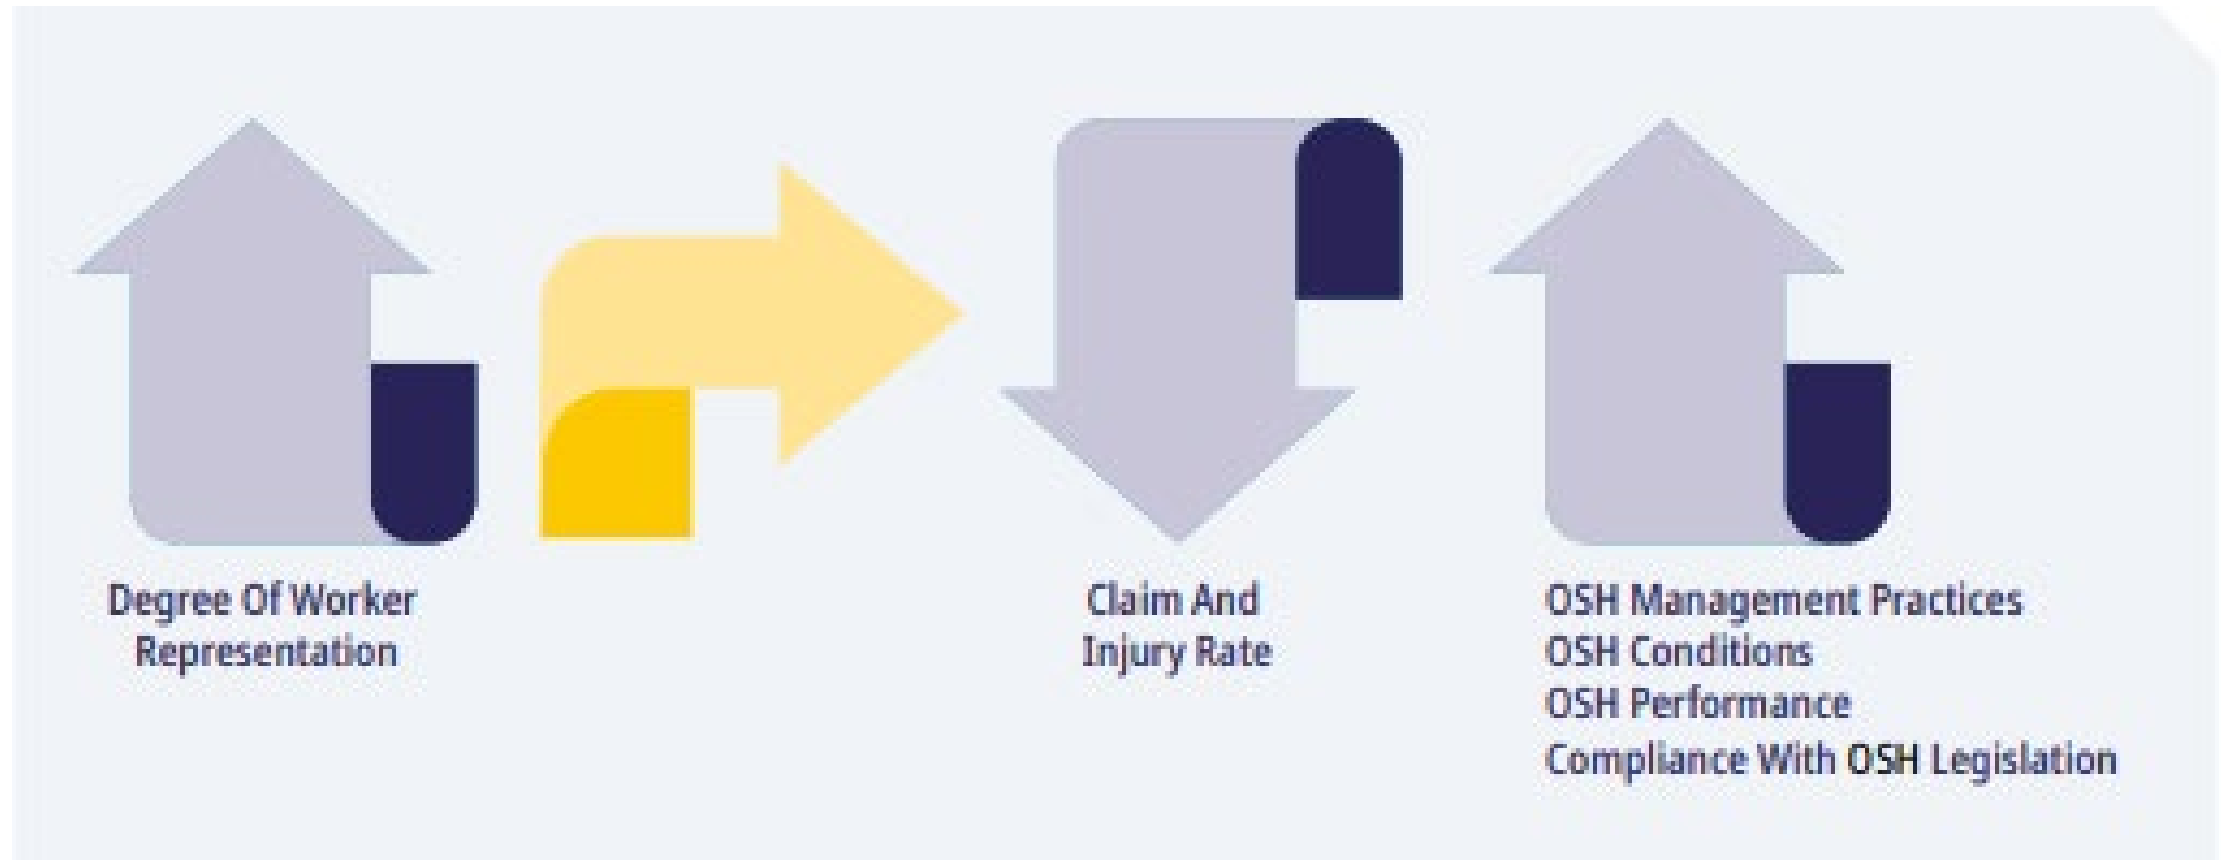 Degree Of Worker
Representation
Claim And
Injury Rate
OSH Management Practices
OSH Conditions
OSH Performance
Compliance With OSH Legislation